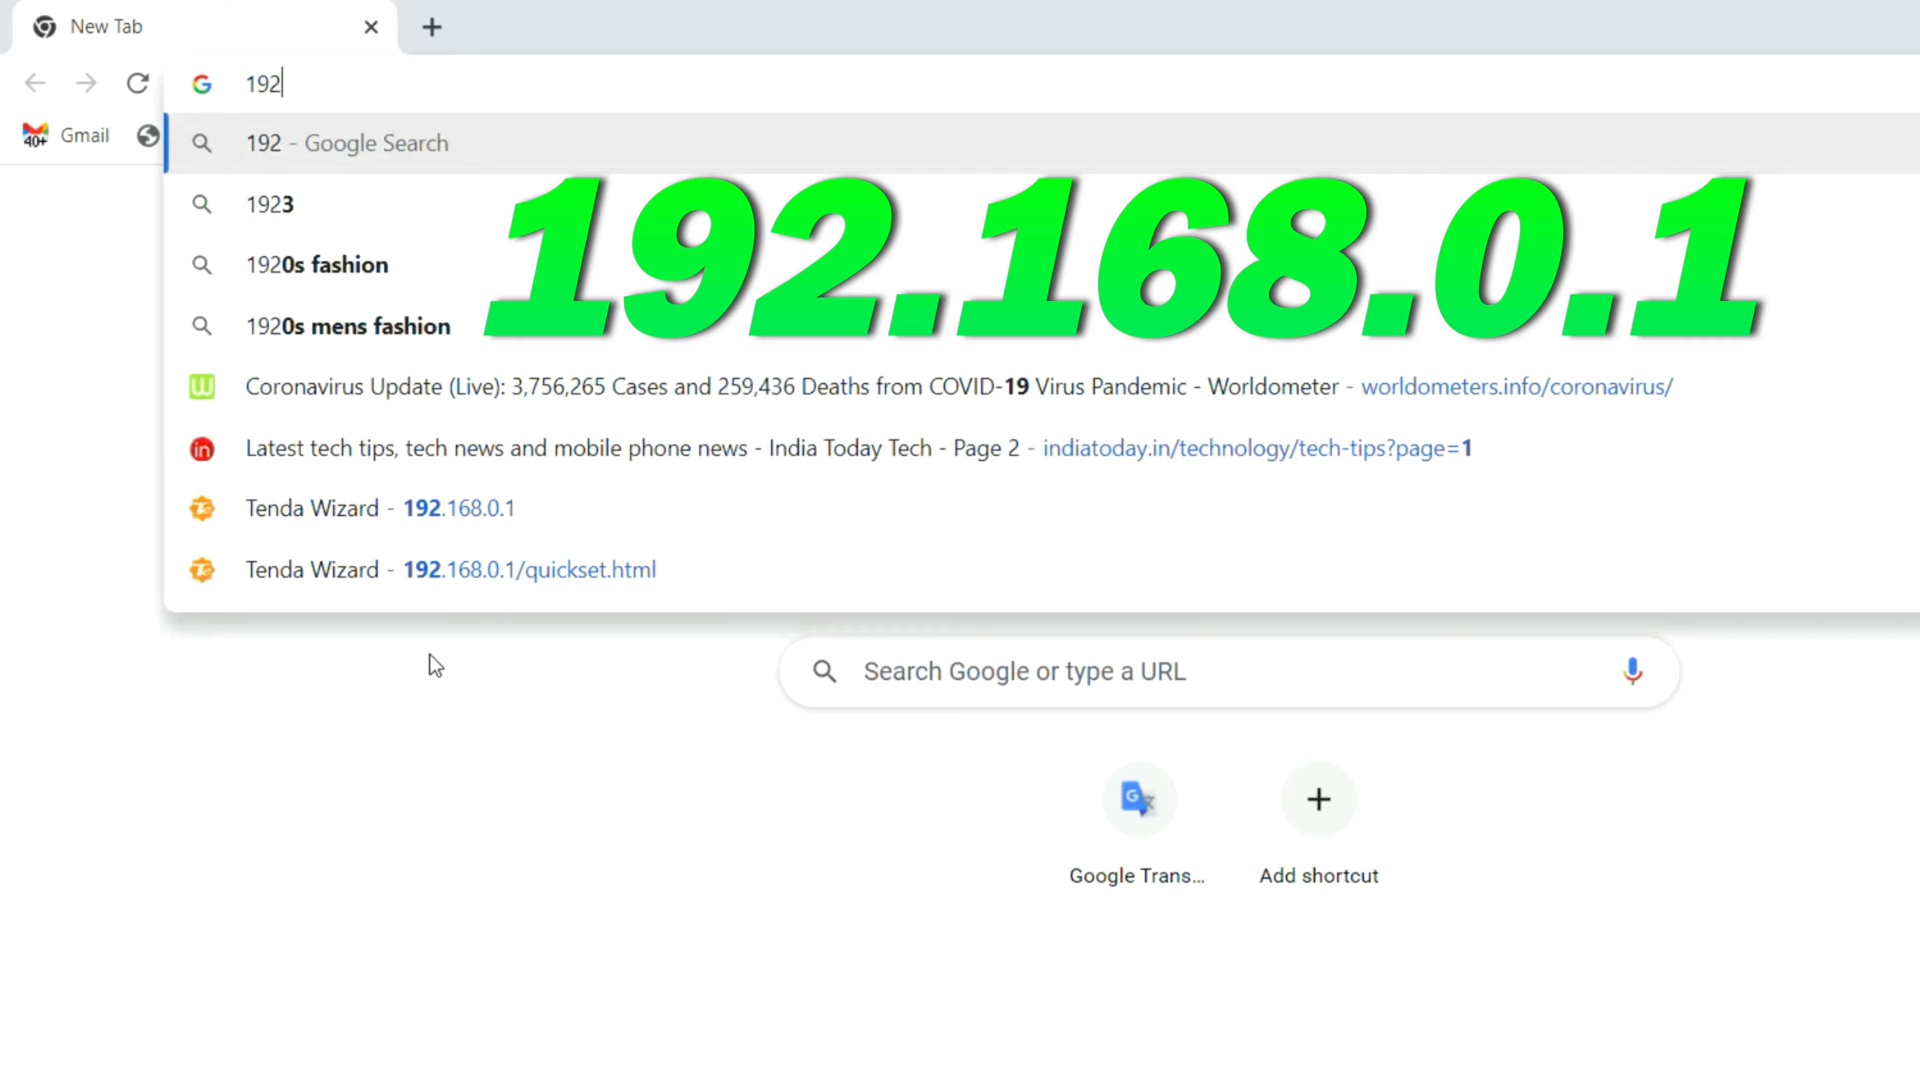 New Tab
192
40+ Gmail
192 - Google Search
1923
1920s fashion
1920s mens fashion
192.168.0.1
Coronavirus Update (Live): 3,756,265 Cases and 259,436 Deaths from COVID-19 Virus Pandemic - Worldometer - worldometers.info/coronavirus/
Latest tech tips, tech news and mobile phone news - India Today Tech - Page 2 - indiatoday.in/technology/tech-tips?page=1
Tenda Wizard - 192.168.0.1
Tenda Wizard - 192.168.0.1/quickset.html
Search Google or type a URL
Google Trans...
Add shortcut